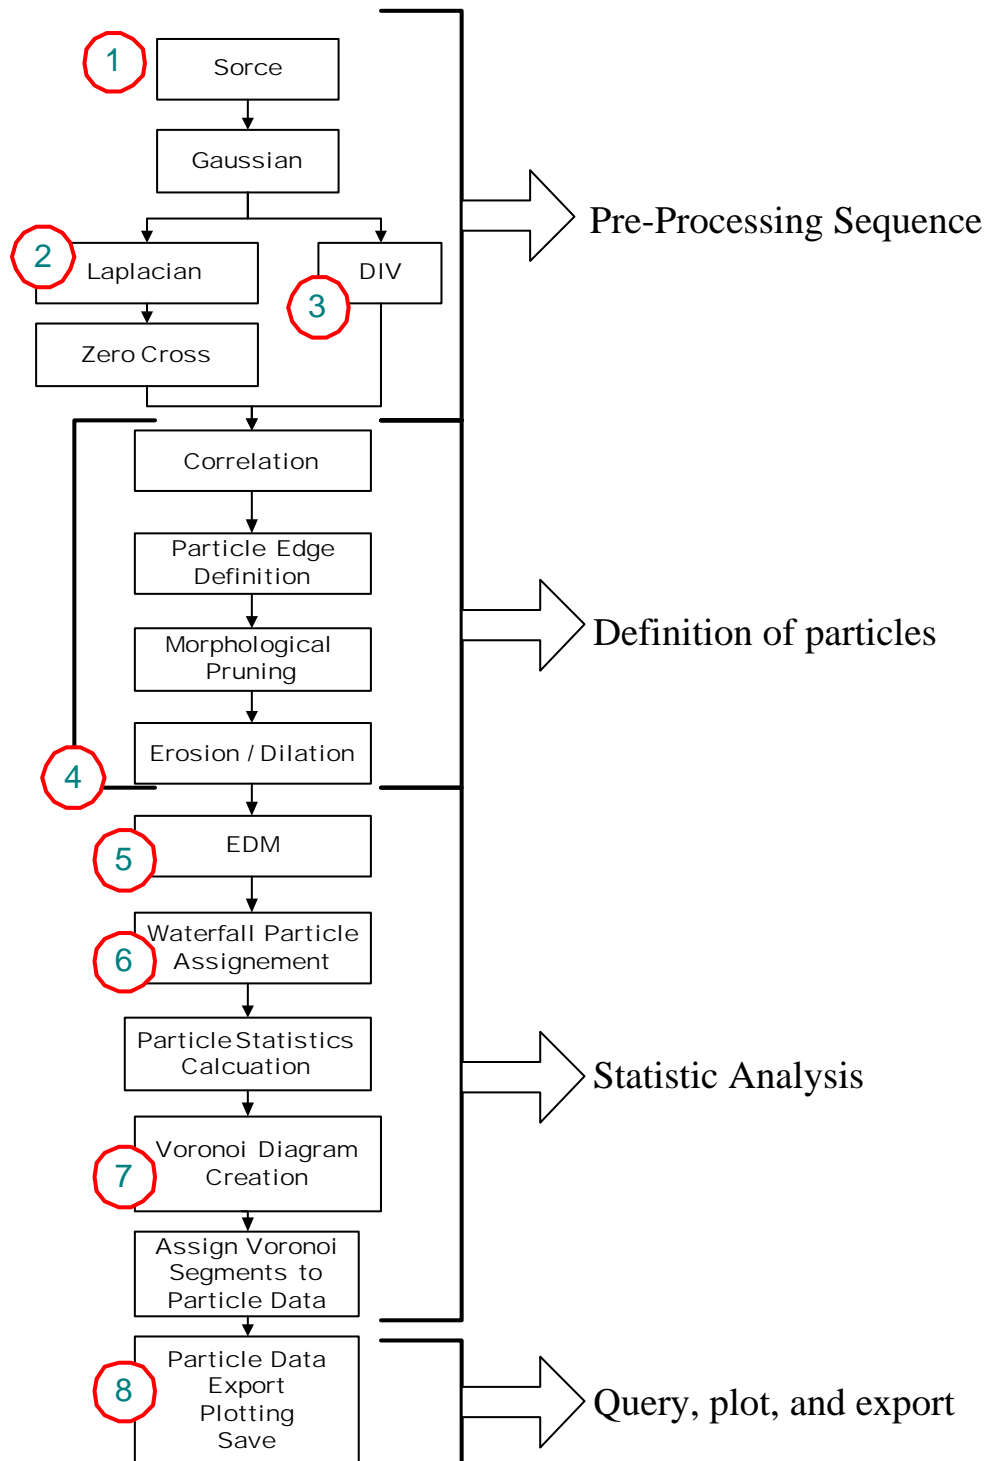 1
Sorce
Gaussian
Pre-Processing Sequence
2
Laplacian
DIV
3
Zero Cross
Correlation
Particle Edge
Definition
Definition of particles
Morphological
Pruning
Erosion / Dilation
4
EDM
5
Waterfall Particle
Assignement
6
Particle Statistics
Calcuation
Statistic Analysis
Voronoi Diagram
Creation
7
Assign Voronoi
Segments to
Particle Data
Particle Data
Export
Plotting
Save
8
Query, plot, and export